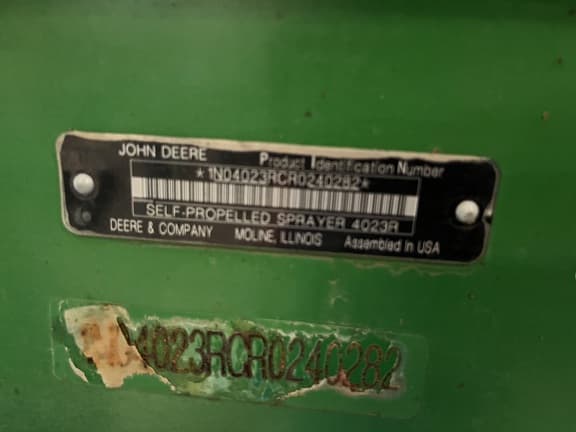 JOHN DEERE Product Identification Number
*1N04023RCR0240282*
SELF-PROPELLED SPRAYER 4023R
DEERE & COMPANY MOLINE, ILLINOIS Assembled in USA
4023RCR0240282